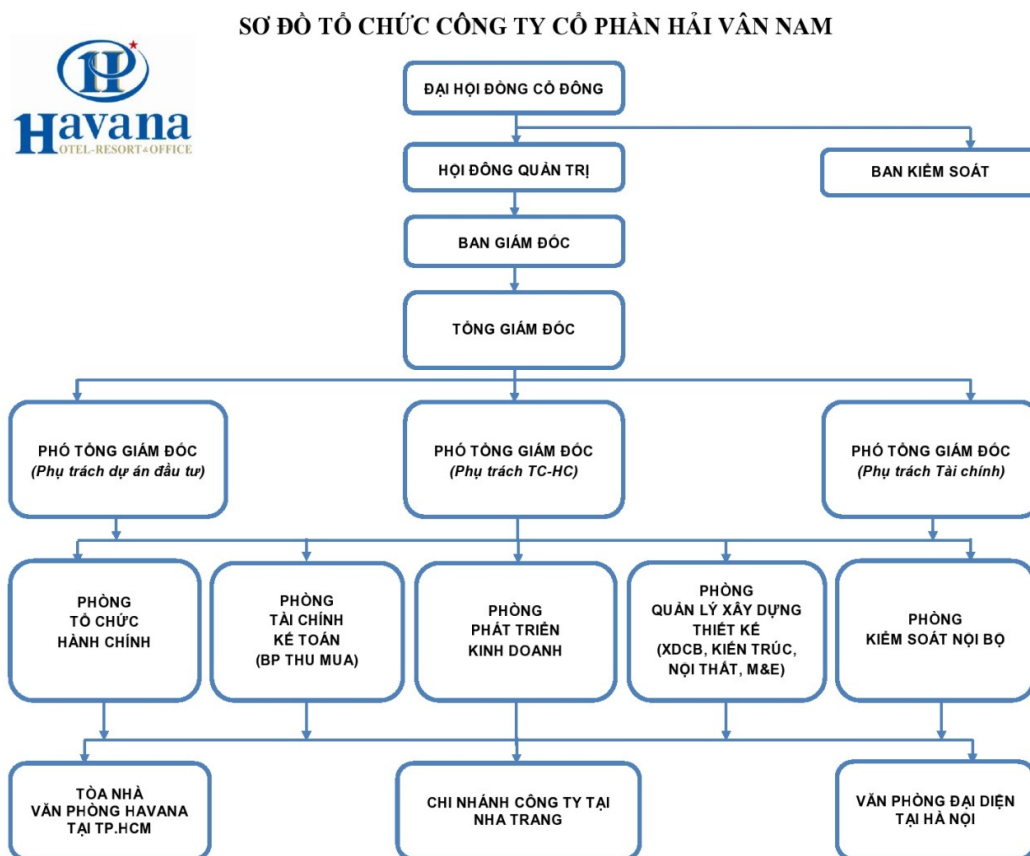 SƠ ĐỒ TỔ CHỨC CÔNG TY CỔ PHẦN HẢI VÂN NAM
Havana
OTEL-RESORT&OFFICE
ĐẠI HỘI ĐỒNG CỔ ĐÔNG
HỘI ĐỒNG QUẢN TRỊ
BAN KIỂM SOÁT
BAN GIÁM ĐỐC
TỔNG GIÁM ĐỐC
PHÓ TỔNG GIÁM ĐỐC
(Phụ trách dự án đầu tư)
PHÓ TỔNG GIÁM ĐỐC
(Phụ trách TC-HC)
PHÓ TỔNG GIÁM ĐỐC
(Phụ trách Tài chính)
PHÒNG
TỔ CHỨC
HÀNH CHÍNH
PHÒNG
TÀI CHÍNH
KẾ TOÁN
(BP THU MUA)
PHÒNG
PHÁT TRIỂN
KINH DOANH
PHÒNG
QUẢN LÝ XÂY DỰNG
THIẾT KẾ
(XDCB, KIẾN TRÚC,
NỘI THẤT, M&E)
PHÒNG
KIỂM SOÁT NỘI BỘ
TÒA NHÀ
VĂN PHÒNG HAVANA
TẠI TP.HCM
CHI NHÁNH CÔNG TY TẠI
NHA TRANG
VĂN PHÒNG ĐẠI DIỆN
TẠI HÀ NỘI